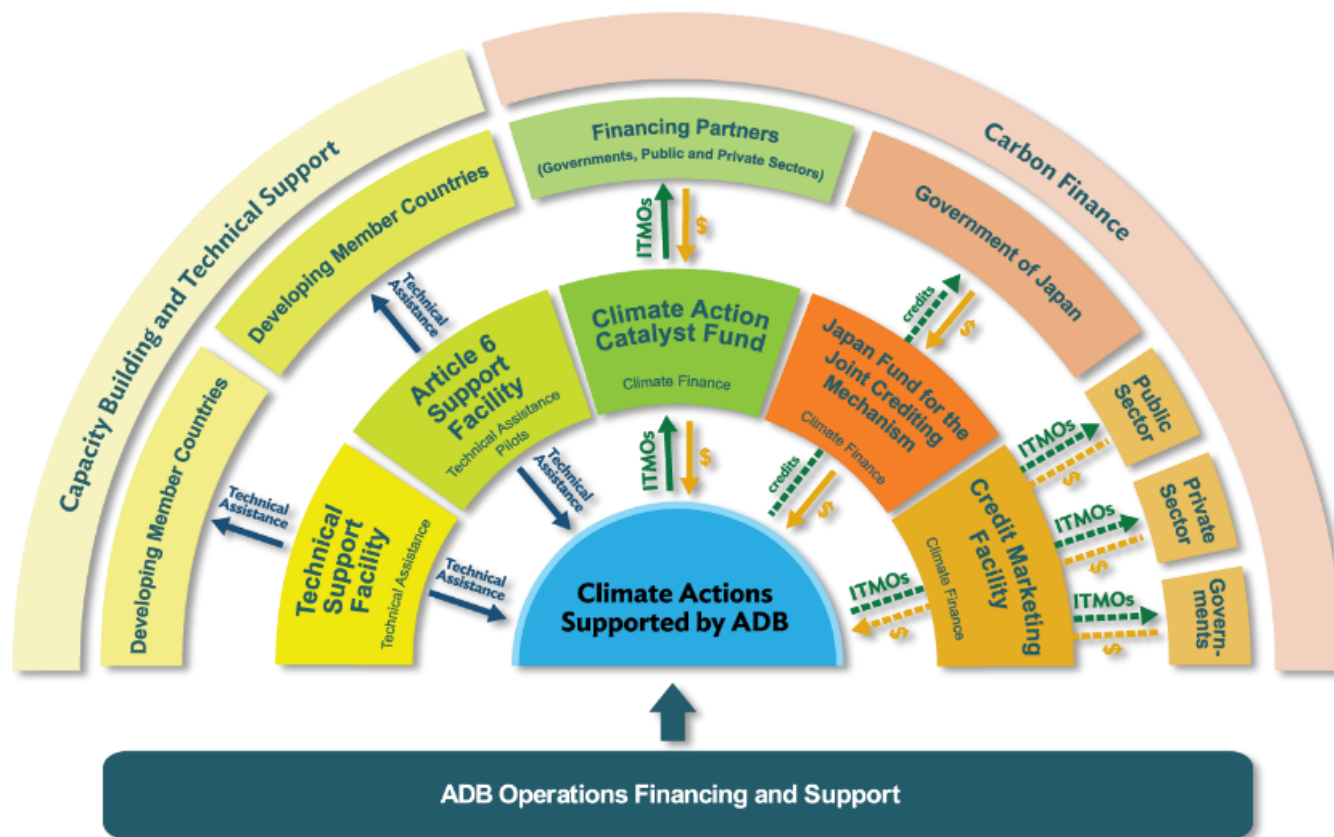 Capacity Building and Technical Support
Carbon Finance
Developing Member Countries
Developing Member Countries
Financing Partners
(Governments, Public and Private Sectors)
Government of Japan
Public
Sector
Private
Sector
Govern-
ments
Technical
Assistance
Technical
Assistance
ITMOs
$
credits
$
ITMOs
$
ITMOs
$
ITMOs
$
Technical
Support
Facility
Technical Assistance
Article 6
Support
Facility
Technical Assistance
Pilots
Climate Action
Catalyst Fund
Climate Finance
Japan Fund for the
Joint Crediting
Mechanism
Climate Finance
Credit Marketing
Facility
Climate Finance
Technical
Assistance
Technical
Assistance
ITMOs
$
credits
$
ITMOs
$
Climate Actions
Supported by ADB
ADB Operations Financing and Support